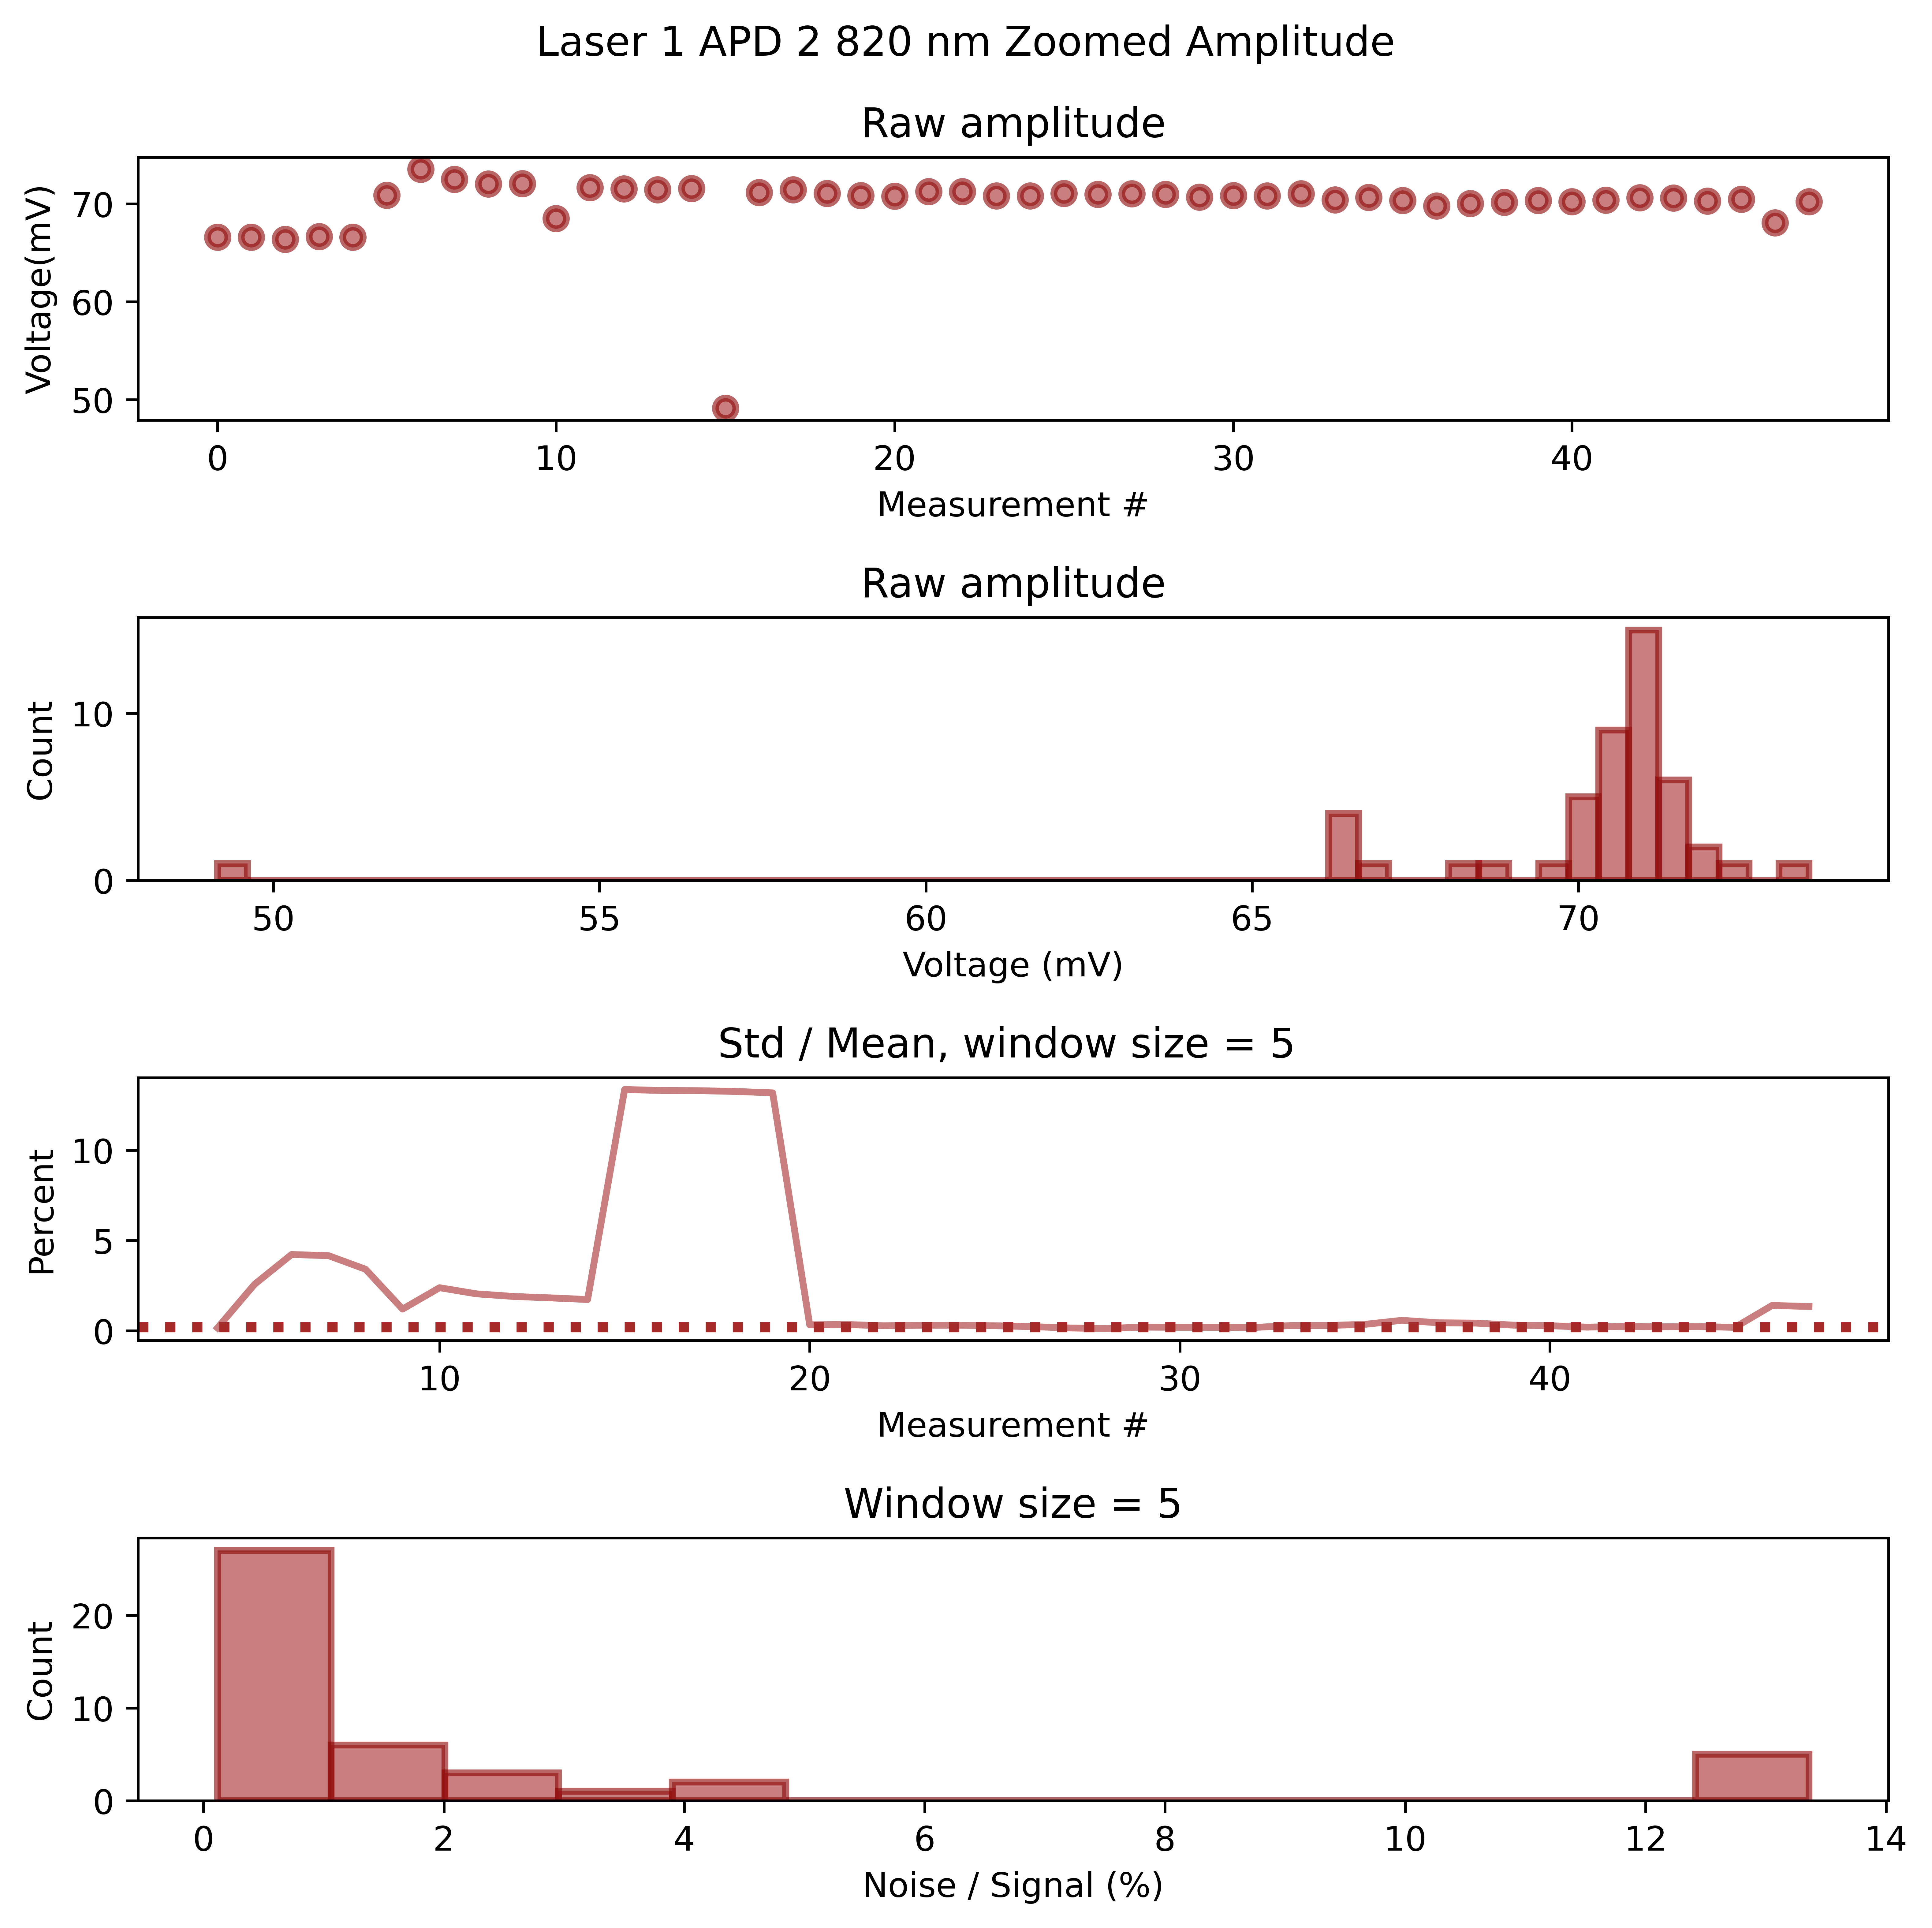 Laser 1 APD 2 820 nm Zoomed Amplitude
Raw amplitude
Voltage(mV)
70
60
50
0 10 20 30 40
Measurement #
Raw amplitude
Count
10
0
50 55 60 65 70
Voltage (mV)
Std / Mean, window size = 5
Percent
10
5
0
10 20 30 40
Measurement #
Window size = 5
Count
20
10
0
0 2 4 6 8 10 12 14
Noise / Signal (%)